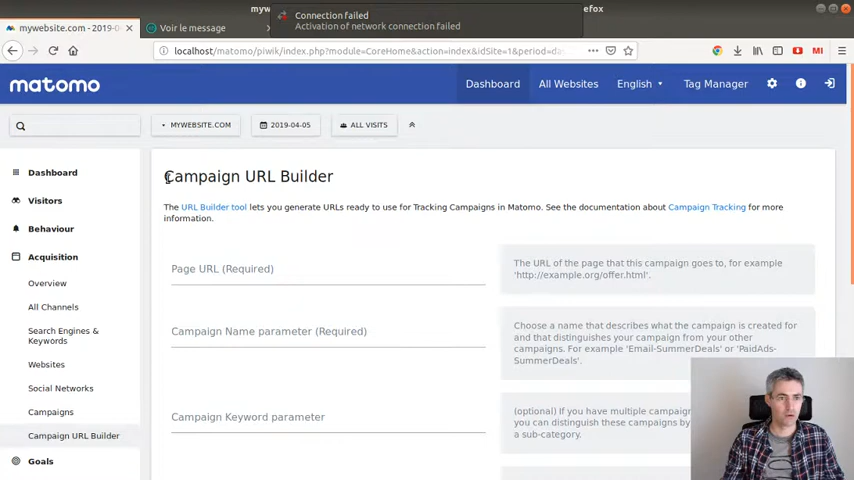 Connection failed
Activation of network connection failed
efox
mywebsite.com - 2019-04-0
Voir le message
localhost/matomo/piwik/index.php?module=CoreHome&action=index&idSite=1&period=da
MI
matomo
Dashboard
All Websites
English
Tag Manager
MYWEBSITE.COM
2019-04-05
ALL VISITS
Dashboard
Visitors
Behaviour
Acquisition
Overview
All Channels
Search Engines &
Keywords
Websites
Social Networks
Campaigns
Campaign URL Builder
Goals
Campaign URL Builder
The URL Builder tool lets you generate URLs ready to use for Tracking Campaigns in Matomo. See the documentation about Campaign Tracking for more
information.
Page URL (Required)
The URL of the page that this campaign goes to, for example
'http://example.org/offer.html'.
Campaign Name parameter (Required)
Choose a name that describes what the campaign is created for
and that distinguishes your campaign from your other
campaigns. For example 'Email-SummerDeals' or 'PaidAds-
SummerDeals'.
Campaign Keyword parameter
(optional) If you have multiple campaign
you can distinguish these campaigns by
a sub-category.